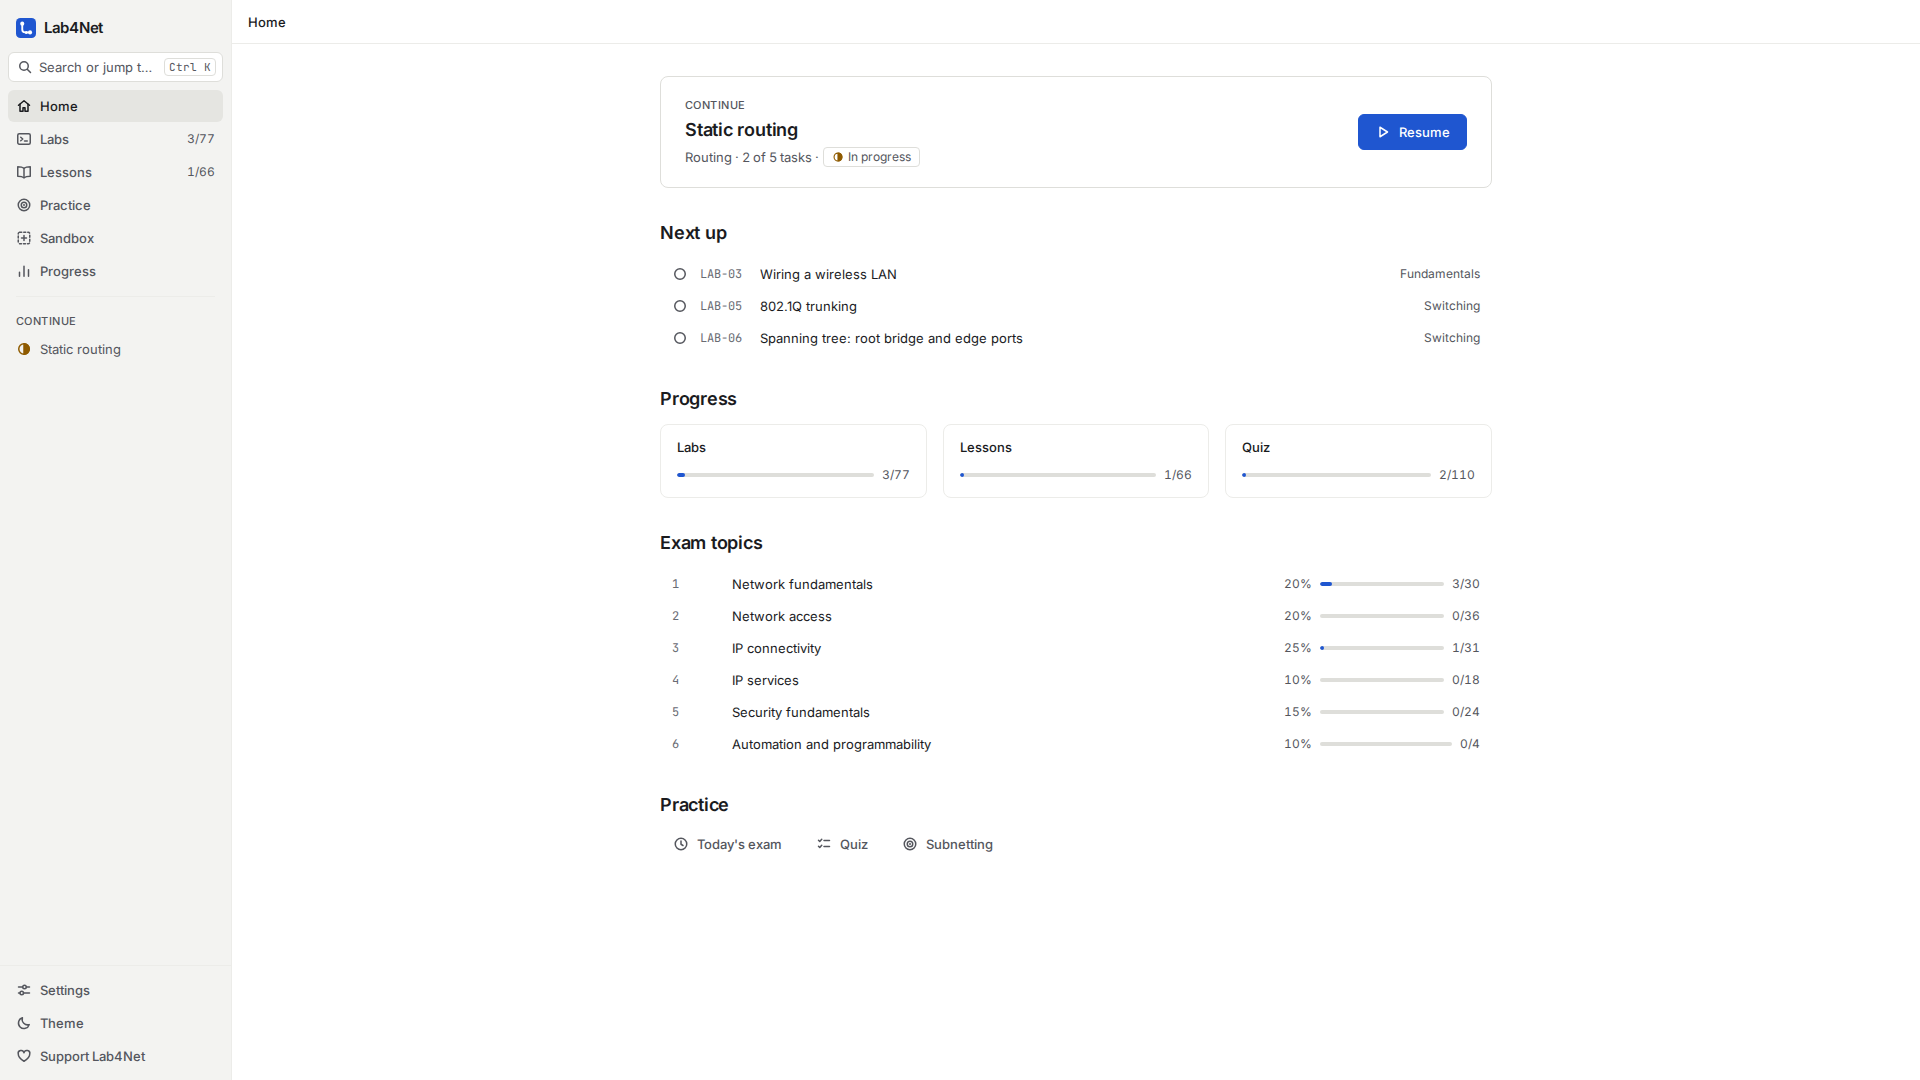 Lab4Net
Search or jump t... Ctrl K
Home
Labs 3/77
Lessons 1/66
Practice
Sandbox
Progress
CONTINUE
Static routing
Settings
Theme
Support Lab4Net
Home
CONTINUE
Static routing
Routing · 2 of 5 tasks · In progress
Resume
Next up
LAB-03 Wiring a wireless LAN Fundamentals
LAB-05 802.1Q trunking Switching
LAB-06 Spanning tree: root bridge and edge ports Switching
Progress
Labs
3/77
Lessons
1/66
Quiz
2/110
Exam topics
1 Network fundamentals 20% 3/30
2 Network access 20% 0/36
3 IP connectivity 25% 1/31
4 IP services 10% 0/18
5 Security fundamentals 15% 0/24
6 Automation and programmability 10% 0/4
Practice
Today's exam Quiz Subnetting